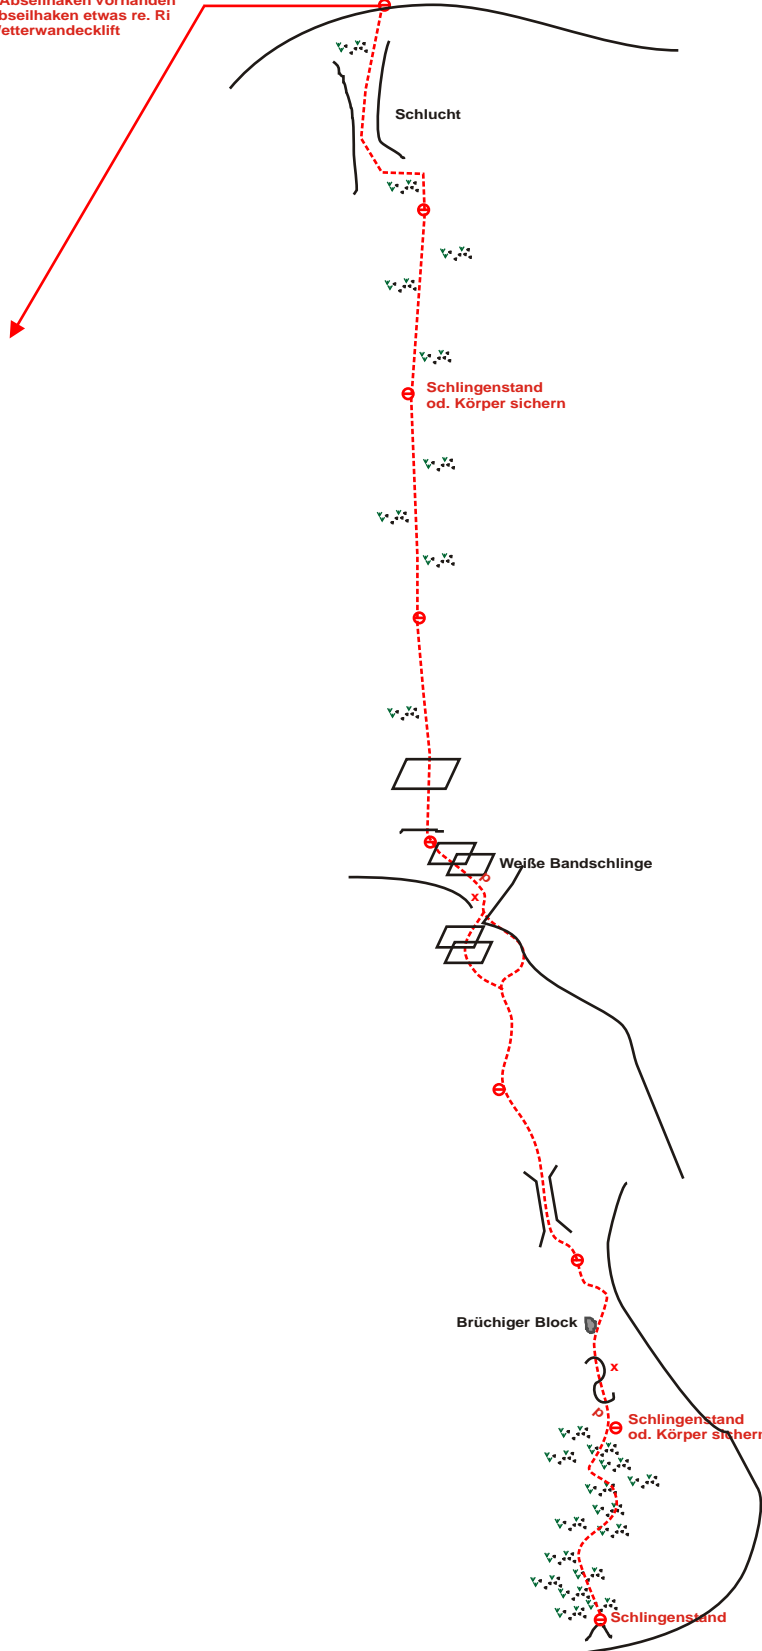 Abseilhaken vorhanden
bseilhaken etwas re. Ri
etterwandecklift
Schlucht
Schlingenstand
od. Körper sichern
Weiße Bandschlinge
p
x
Brüchiger Block
x
p
Schlingenstand
od. Körper sichern
Schlingenstand